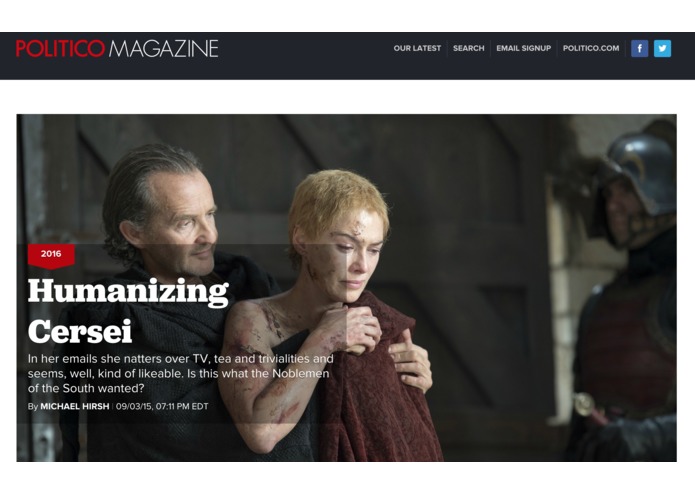 POLITICO MAGAZINE
OUR LATEST SEARCH EMAIL SIGNUP POLITICO.COM f
2016
Humanizing
Cersei
In her emails she natters over TV, tea and trivialities and
seems, well, kind of likeable. Is this what the Noblemen
of the South wanted?
By MICHAEL HIRSH | 09/03/15, 07:11 PM EDT